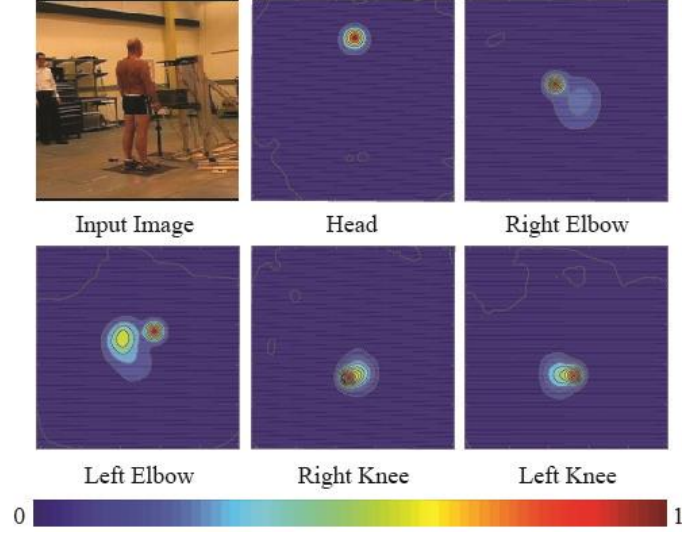 Input Image
Head
Right Elbow
Left Elbow
Right Knee
Left Knee
0
1